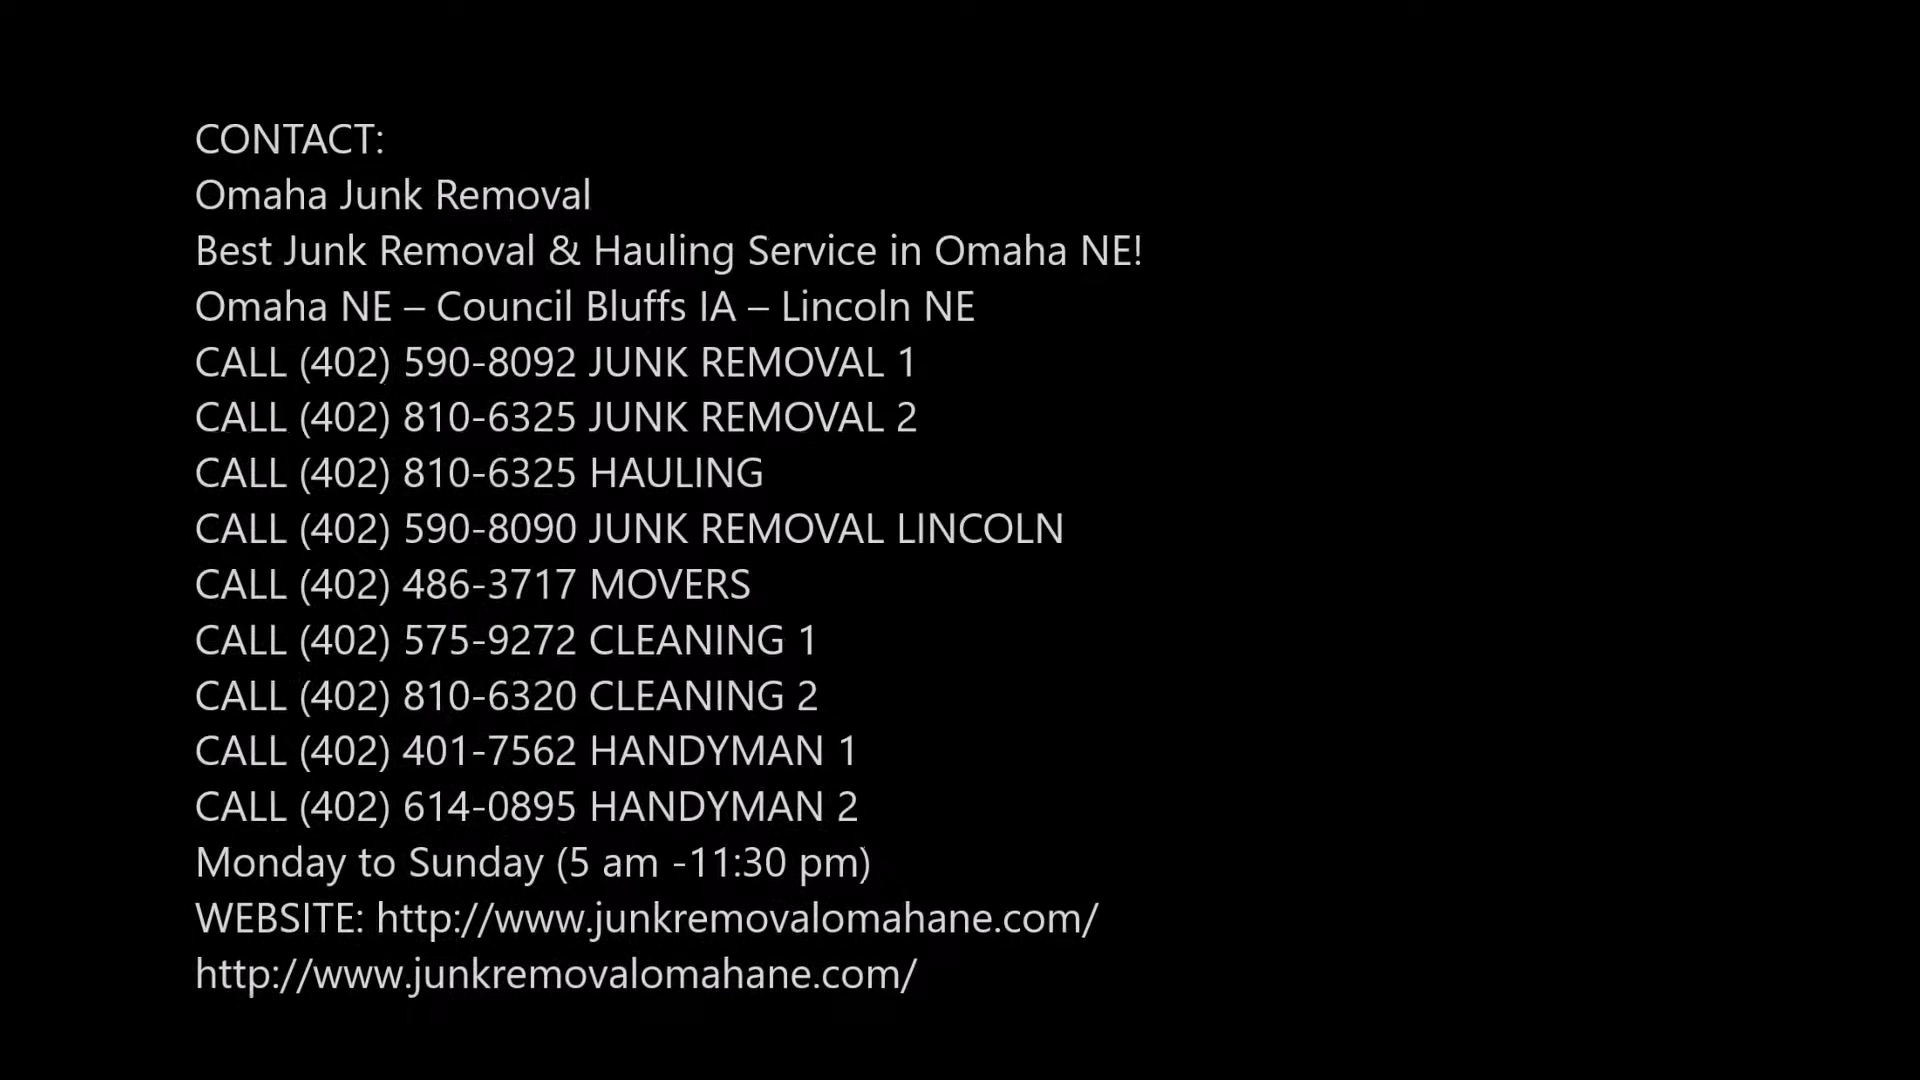 CONTACT:
Omaha Junk Removal
Best Junk Removal & Hauling Service in Omaha NE!
Omaha NE – Council Bluffs IA – Lincoln NE
CALL (402) 590-8092 JUNK REMOVAL 1
CALL (402) 810-6325 JUNK REMOVAL 2
CALL (402) 810-6325 HAULING
CALL (402) 590-8090 JUNK REMOVAL LINCOLN
CALL (402) 486-3717 MOVERS
CALL (402) 575-9272 CLEANING 1
CALL (402) 810-6320 CLEANING 2
CALL (402) 401-7562 HANDYMAN 1
CALL (402) 614-0895 HANDYMAN 2
Monday to Sunday (5 am -11:30 pm)
WEBSITE: http://www.junkremovalomahane.com/
http://www.junkremovalomahane.com/